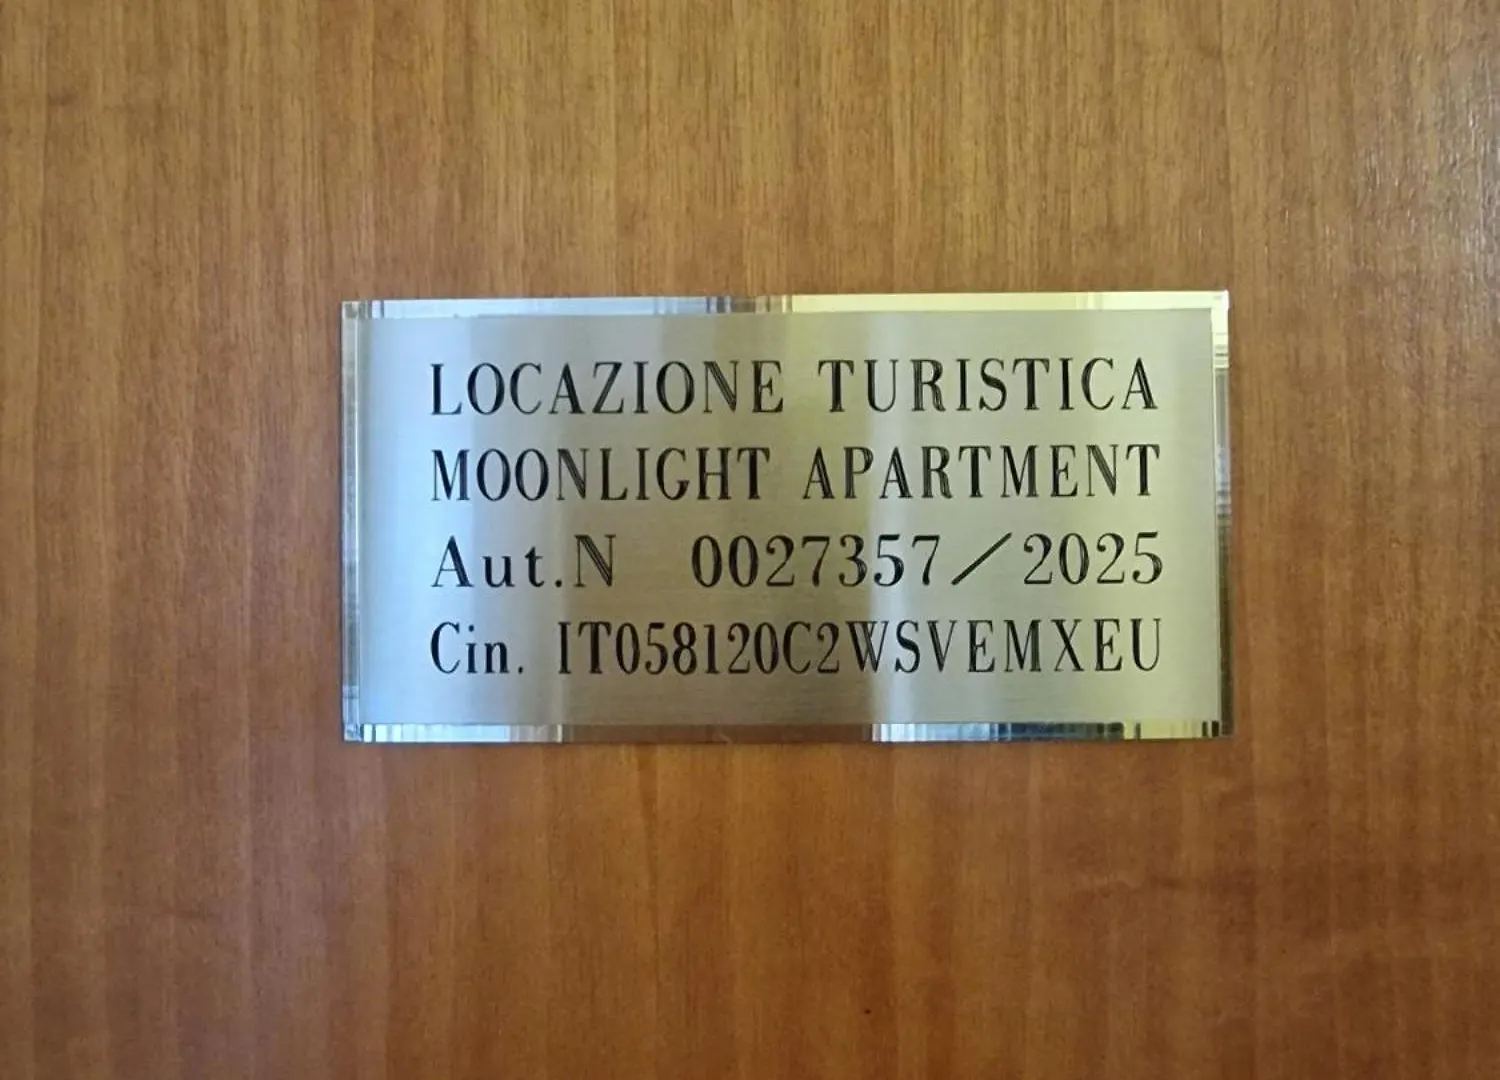 LOCAZIONE TURISTICA
MOONLIGHT APARTMENT
Aut.N 0027357/2025
Cin. IT058120C2WSVEMXEU